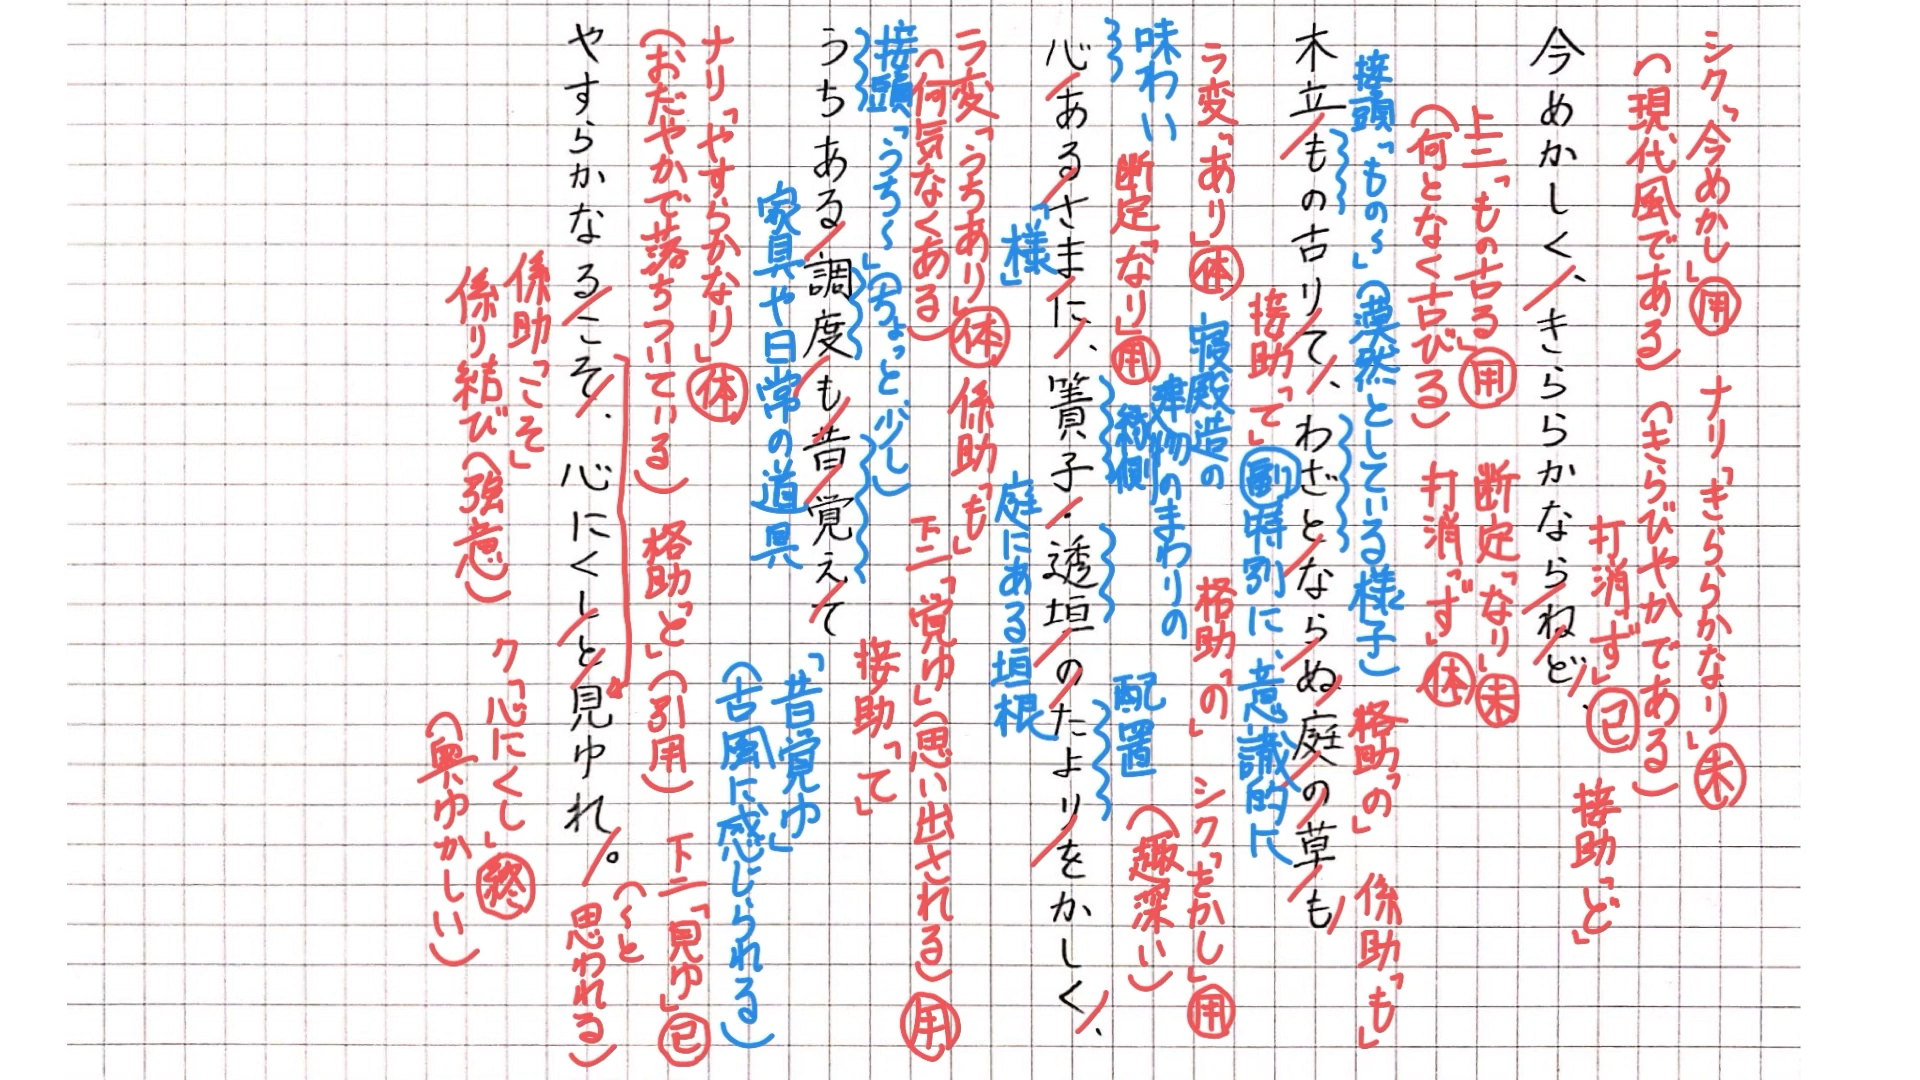 シク「今めかし」用 ナリ「きららかなり」未
(現代風である) (きらびやかである)
打消「ず」已 接助「ど」
今めかしく、きららかならねど、
上二「もの古る」用 断定「なり」未
(何となく古びる) 打消「ず」体
接頭「もの~」(漠然としている様子) 格助「の」 係助「も」
木立もの古りて、わざとならぬ庭の草も
接助「て」 副 特別に、意識的に
ラ変「あり」体 寝殿造の 格助「の」 シク「をかし」用
建物のまわりの
味わい 断定「なり」用 縁側 配置 (趣深い)
心あるさまに、簀子・透垣のたよりをかしく、
「様」 庭にある垣根
ラ変「うちあり」体 係助「も」
(何気なくある) 下二「覚ゆ」(思い出される)用
接頭「うち~」(ちょっと、少し) 接助「て」
うちある調度も昔覚えて
家具や日常の道具 「昔覚ゆ」
(古風に感じられる)
ナリ「やすらかなり」体
(おだやかで落ちついている) 格助「と」(引用) 下二「見ゆ」已
(~と
思われる)
やすらかなるこそ、心にくしと見ゆれ。
係助「こそ」 ク「心にくし」終
係り結び(強意) (奥ゆかしい)